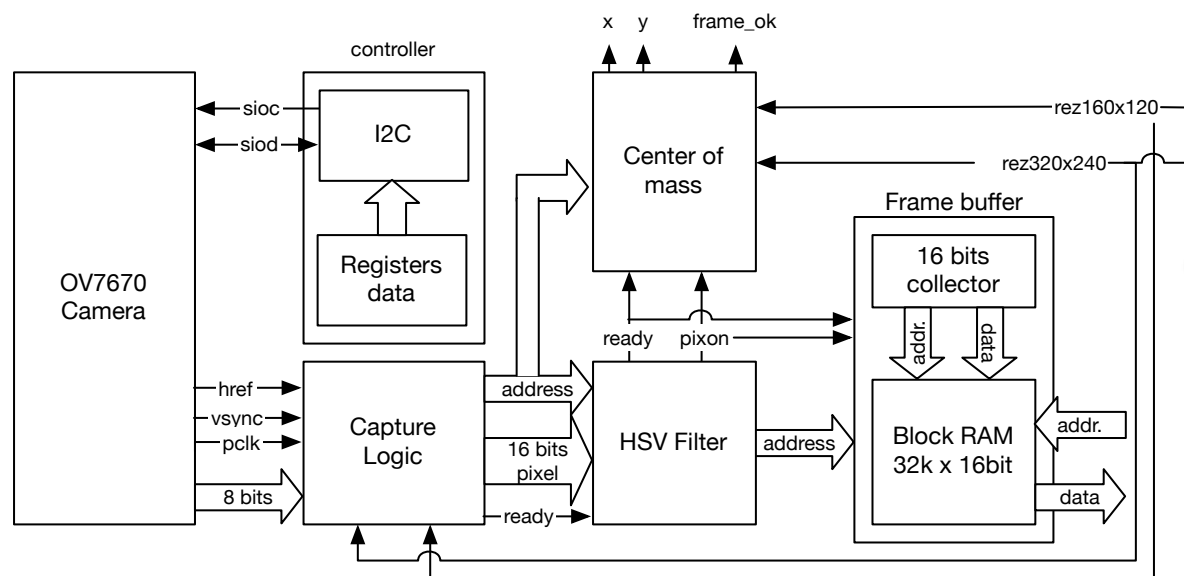 x y frame_ok
controller
sioc
I2C
siod
Registers
data
OV7670
Camera
Center of
mass
rez160x120
rez320x240
Frame buffer
16 bits
collector
addr.
data
ready pixon
href
vsync
pclk
8 bits
Capture
Logic
address
16 bits
pixel
ready
HSV Filter
address
Block RAM
32k x 16bit
addr.
data